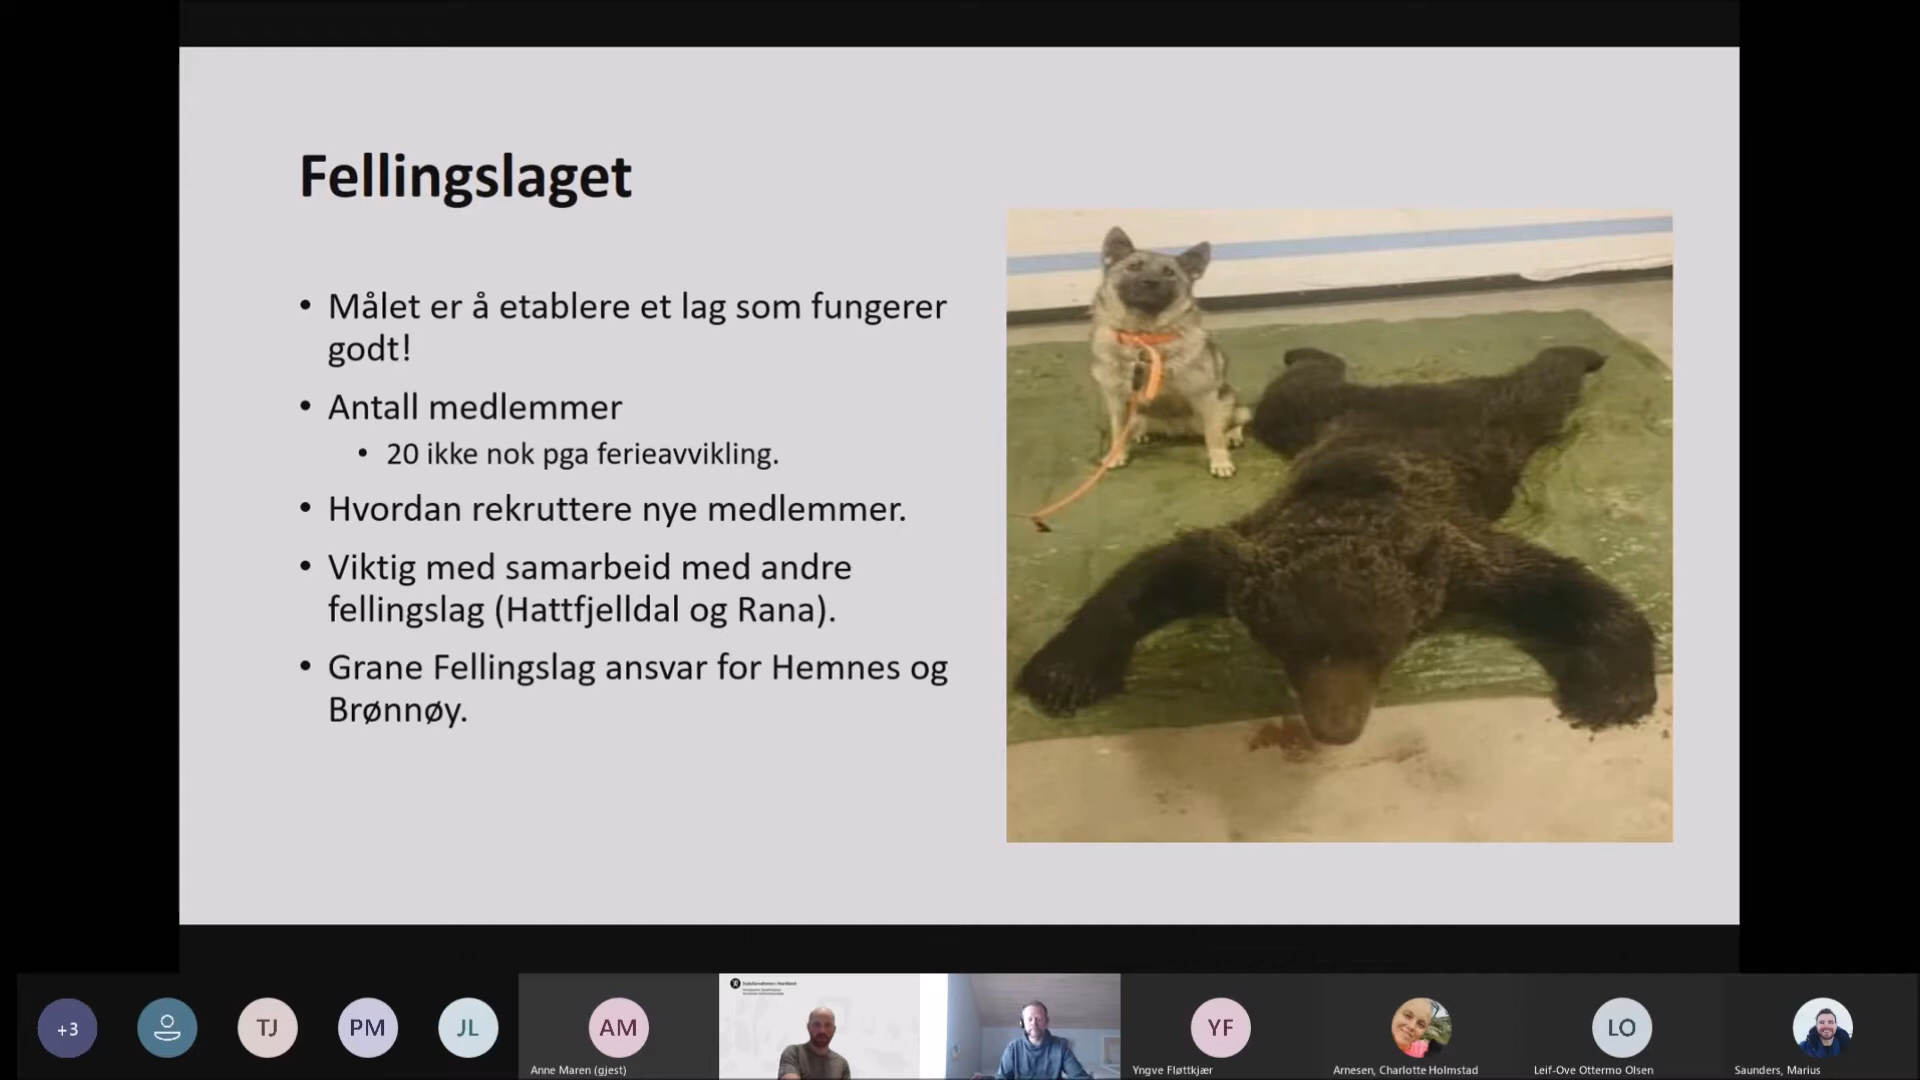 Fellingslaget
• Målet er å etablere et lag som fungerer
godt!
• Antall medlemmer
• 20 ikke nok pga ferieavvikling.
• Hvordan rekruttere nye medlemmer.
• Viktig med samarbeid med andre
fellingslag (Hattfjelldal og Rana).
• Grane Fellingslag ansvar for Hemnes og
Brønnøy.
+3
TJ
PM
JL
AM
YF
LO
Anne Maren (gjest)
Yngve Fløttkjær
Arnesen, Charlotte Holmstad
Leif-Ove Ottermo Olsen
Saunders, Marius